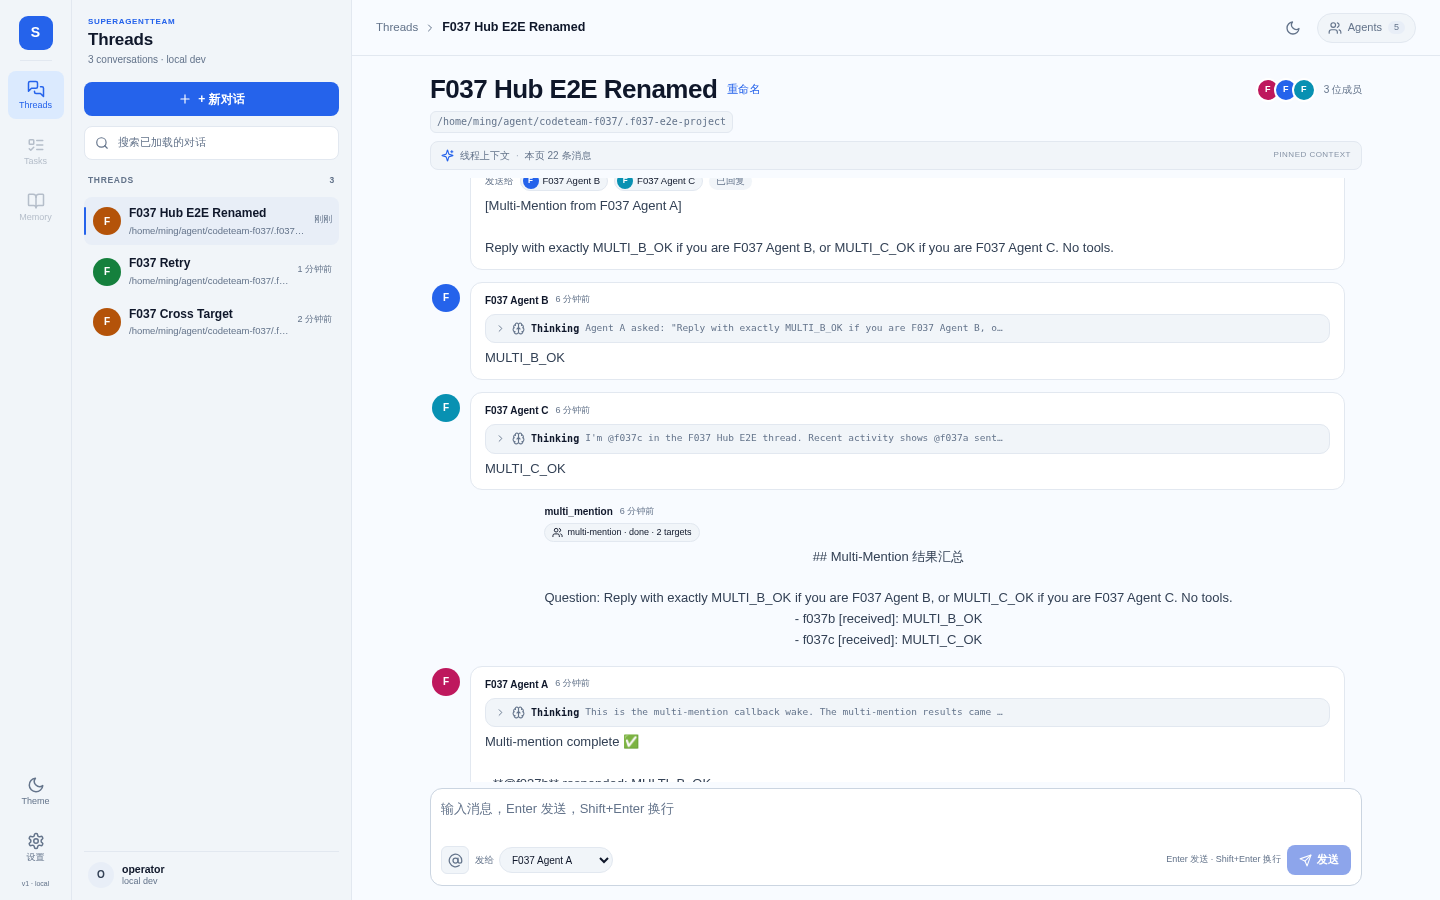 S
Threads
Tasks
Memory
Theme
设置
v1 · local
SUPERAGENTTEAM
Threads
3 conversations · local dev
+ 新对话
搜索已加载的对话
THREADS 3
F F037 Hub E2E Renamed 刚刚
/home/ming/agent/codeteam-f037/.f037…
F F037 Retry 1 分钟前
/home/ming/agent/codeteam-f037/.f…
F F037 Cross Target 2 分钟前
/home/ming/agent/codeteam-f037/.f…
O operator
local dev
Threads F037 Hub E2E Renamed
Agents 5
F037 Hub E2E Renamed 重命名
F F F 3 位成员
/home/ming/agent/codeteam-f037/.f037-e2e-project
线程上下文 · 本页 22 条消息 PINNED CONTEXT
发送给 F F037 Agent B F F037 Agent C 已回复
[Multi-Mention from F037 Agent A]
Reply with exactly MULTI_B_OK if you are F037 Agent B, or MULTI_C_OK if you are F037 Agent C. No tools.
F F037 Agent B 6 分钟前
Thinking Agent A asked: "Reply with exactly MULTI_B_OK if you are F037 Agent B, o…
MULTI_B_OK
F F037 Agent C 6 分钟前
Thinking I'm @f037c in the F037 Hub E2E thread. Recent activity shows @f037a sent…
MULTI_C_OK
multi_mention 6 分钟前
multi-mention · done · 2 targets
## Multi-Mention 结果汇总
Question: Reply with exactly MULTI_B_OK if you are F037 Agent B, or MULTI_C_OK if you are F037 Agent C. No tools.
- f037b [received]: MULTI_B_OK
- f037c [received]: MULTI_C_OK
F F037 Agent A 6 分钟前
Thinking This is the multi-mention callback wake. The multi-mention results came …
Multi-mention complete ✅
- **@f037b** responded: MULTI_B_OK
输入消息，Enter 发送，Shift+Enter 换行
发给 F037 Agent A
Enter 发送 · Shift+Enter 换行 发送